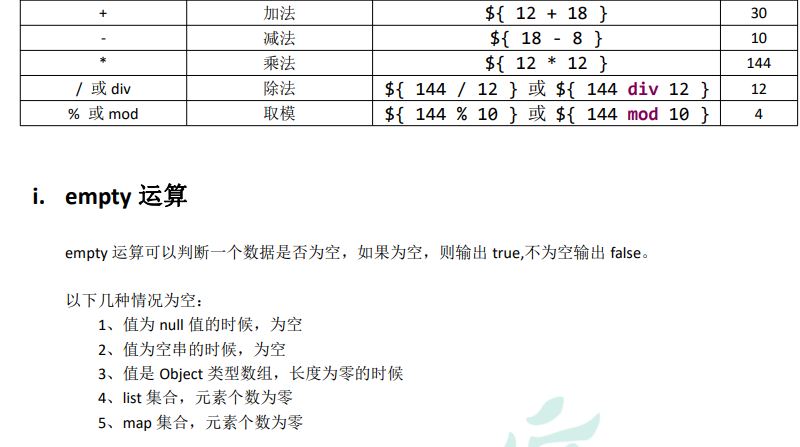 + 加法 ${ 12 + 18 } 30
- 减法 ${ 18 - 8 } 10
* 乘法 ${ 12 * 12 } 144
/ 或 div 除法 ${ 144 / 12 } 或 ${ 144 div 12 } 12
% 或 mod 取模 ${ 144 % 10 } 或 ${ 144 mod 10 } 4
i. empty 运算
empty 运算可以判断一个数据是否为空，如果为空，则输出 true,不为空输出 false。
以下几种情况为空：
1、值为 null 值的时候，为空
2、值为空串的时候，为空
3、值是 Object 类型数组，长度为零的时候
4、list 集合，元素个数为零
5、map 集合，元素个数为零